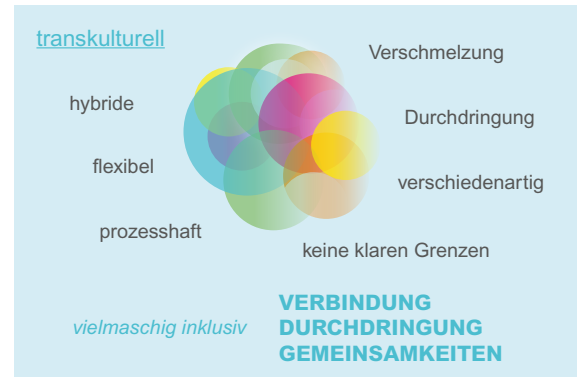 transkulturell
Verschmelzung
hybride
Durchdringung
flexibel
verschiedenartig
prozesshaft
keine klaren Grenzen
vielmaschig inklusiv
VERBINDUNG
DURCHDRINGUNG
GEMEINSAMKEITEN